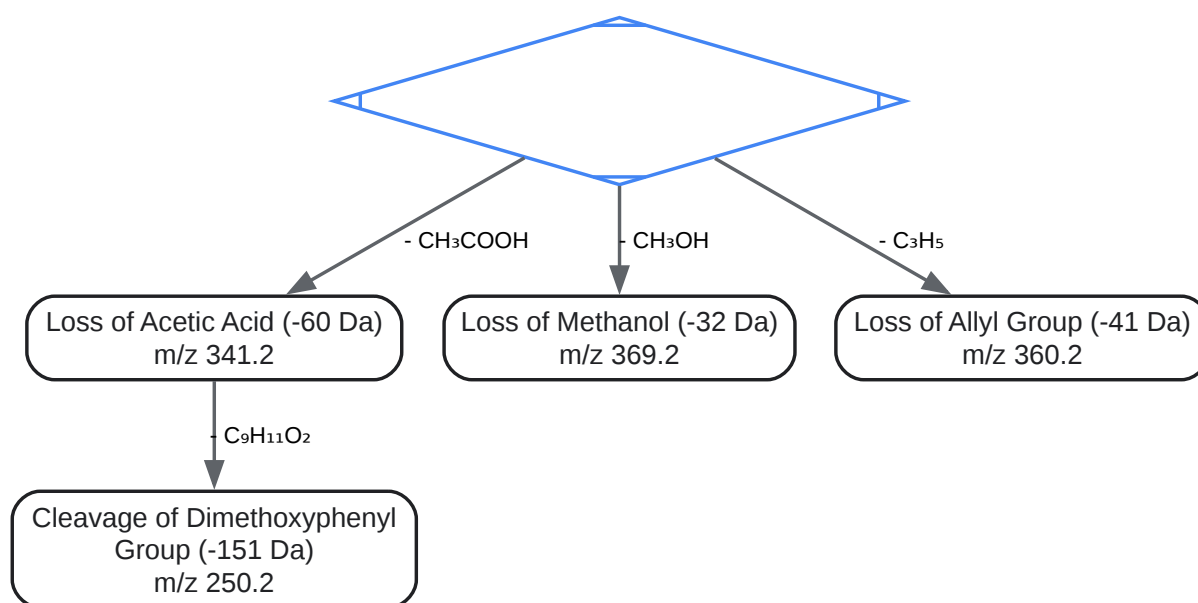 - CH₃COOH
- CH₃OH
- C₃H₅
Loss of Acetic Acid (-60 Da)
m/z 341.2
Loss of Methanol (-32 Da)
m/z 369.2
Loss of Allyl Group (-41 Da)
m/z 360.2
- C₉H₁₁O₂
Cleavage of Dimethoxyphenyl
Group (-151 Da)
m/z 250.2